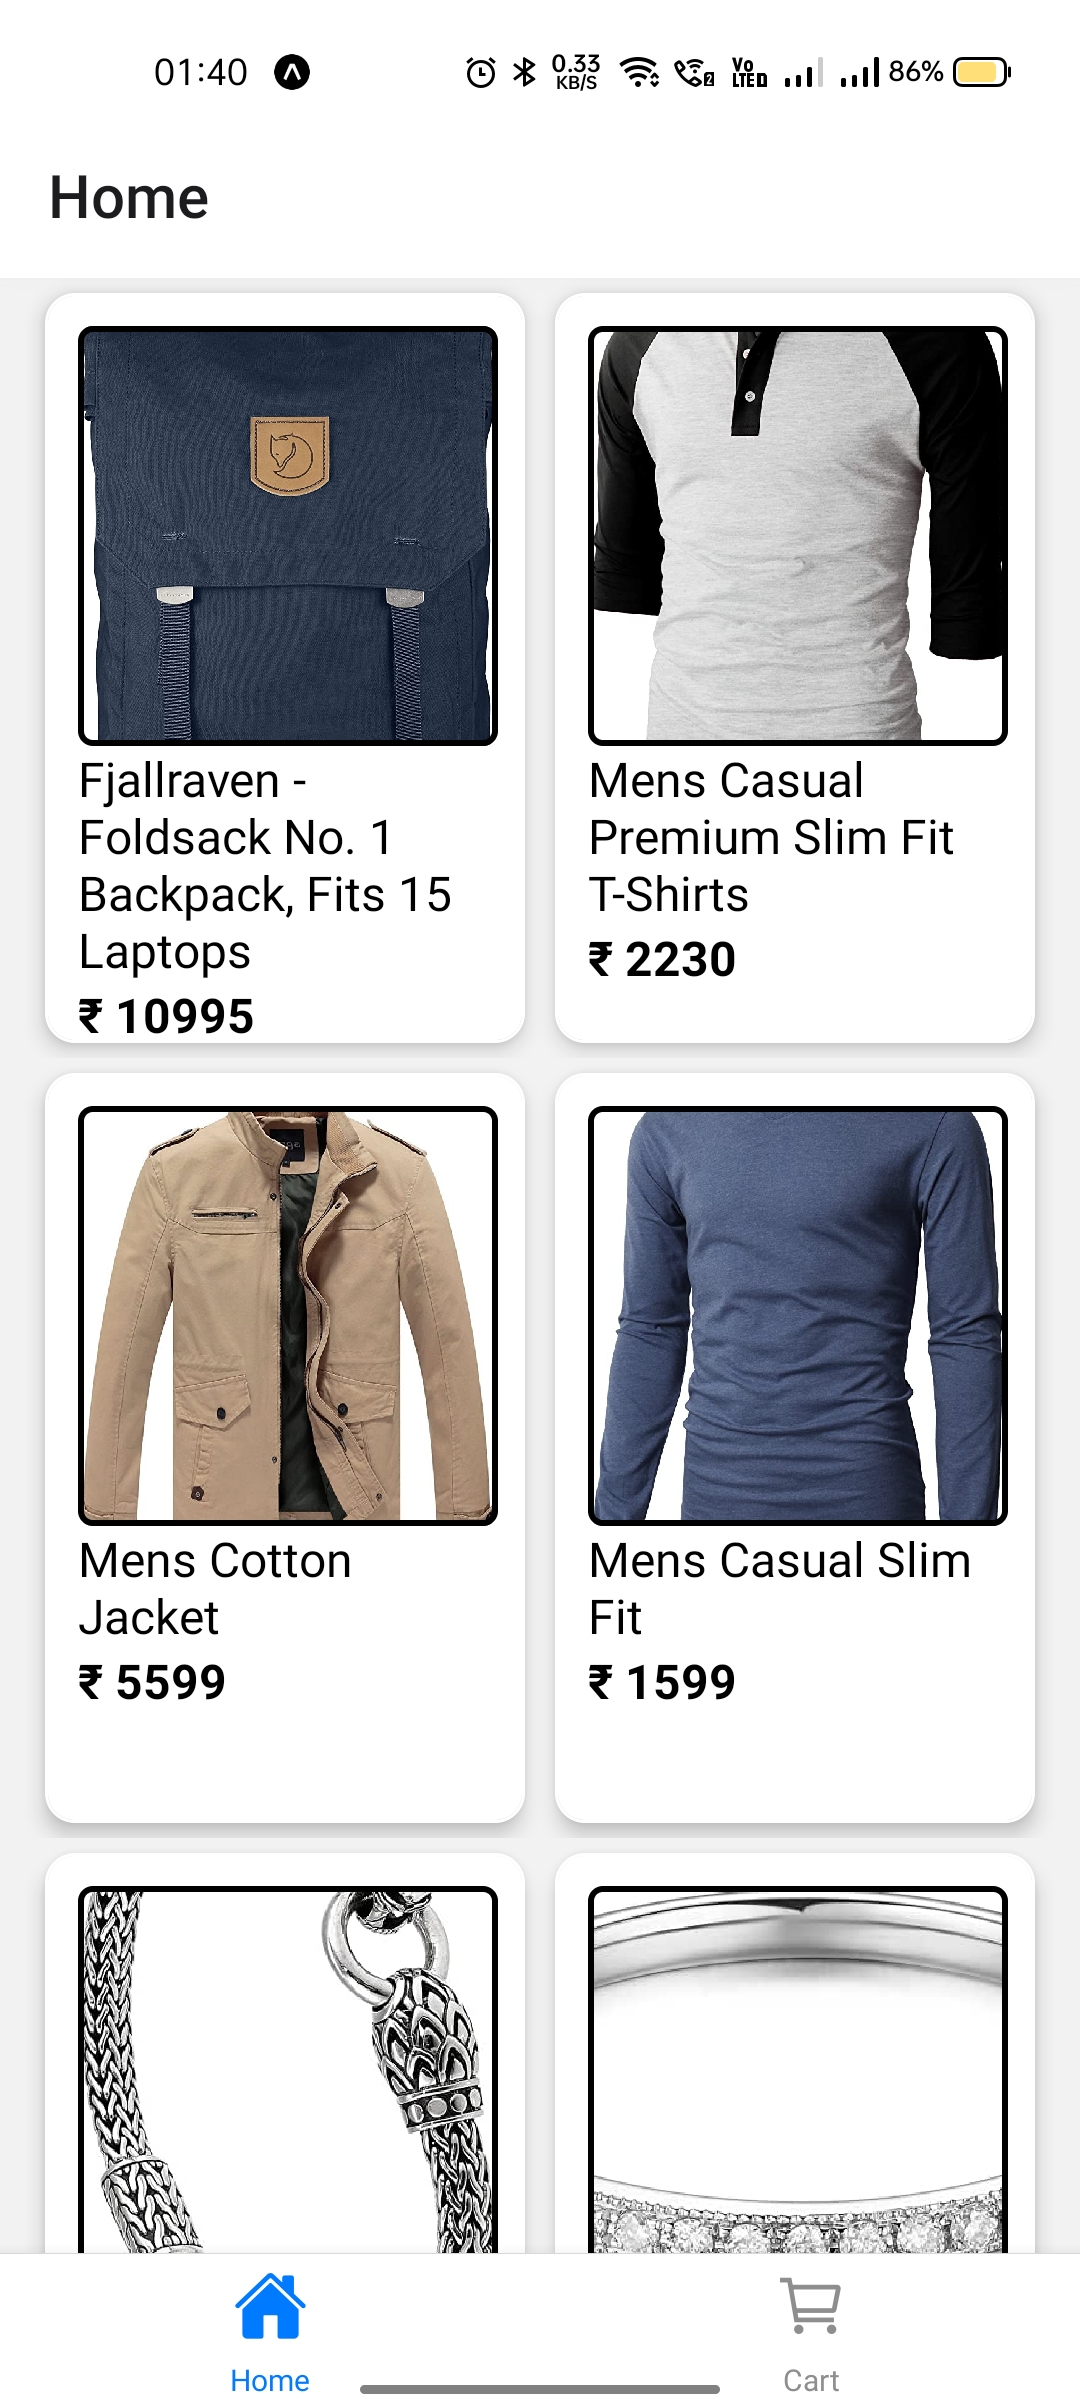 01:40
0.33
KB/S
2
Vo
LTE
86%
Home
Fjallraven -
Foldsack No. 1
Backpack, Fits 15
Laptops
₹ 10995
Mens Casual
Premium Slim Fit
T-Shirts
₹ 2230
Mens Cotton
Jacket
₹ 5599
Mens Casual Slim
Fit
₹ 1599
Home
Cart